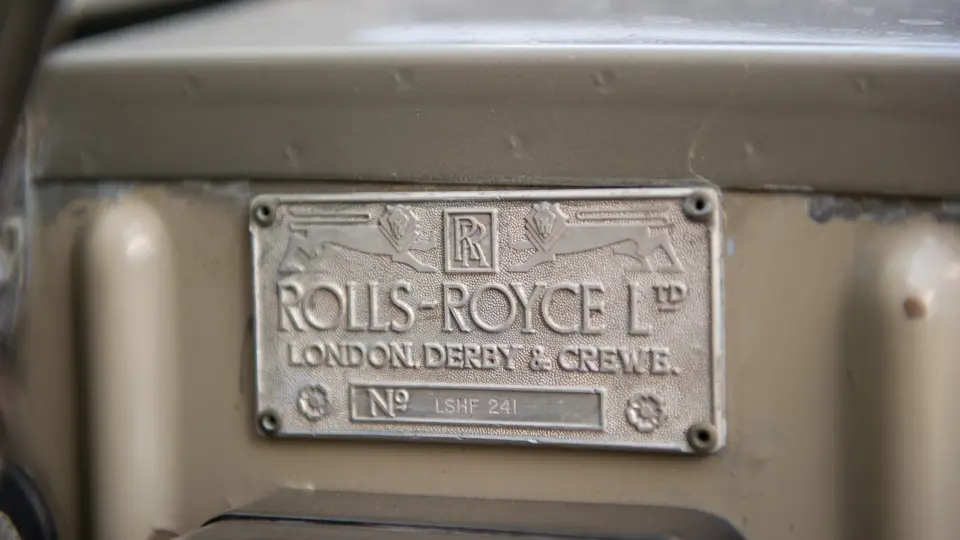 RR
ROLLS-ROYCE LTD
LONDON, DERBY & CREWE.
Nº LSHF 241